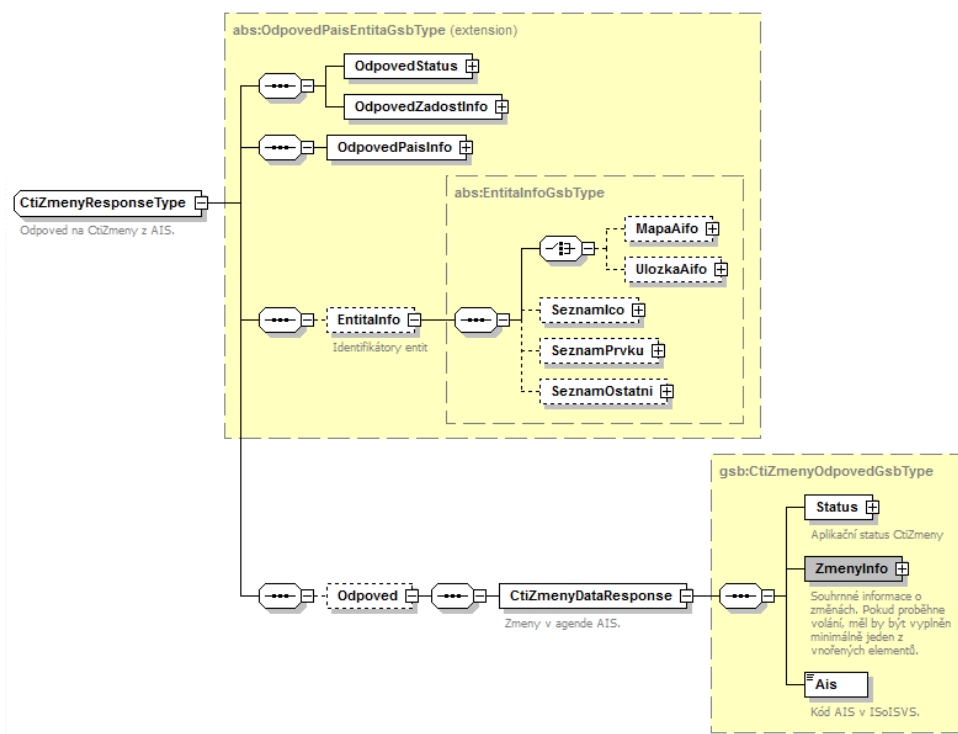 abs:OdpovedPaisEntitaGsbType (extension)
OdpovedStatus
OdpovedZadostInfo
OdpovedPaisInfo
CtiZmenyResponseType
Odpoved na CtiZmeny z AIS.
abs:EntitaInfoGsbType
MapaAifo
UlozkaAifo
EntitaInfo
Identifikátory entit
SeznamIco
SeznamPrvku
SeznamOstatni
gsb:CtiZmenyOdpovedGsbType
Status
Aplikační status CtiZmeny
ZmenyInfo
Souhrnné informace o
změnách. Pokud proběhne
volání, měl by být vyplněn
minimálně jeden z
vnořených elementů.
Odpoved
CtiZmenyDataResponse
Zmeny v agende AIS.
Ais
Kód AIS v ISoISVS.